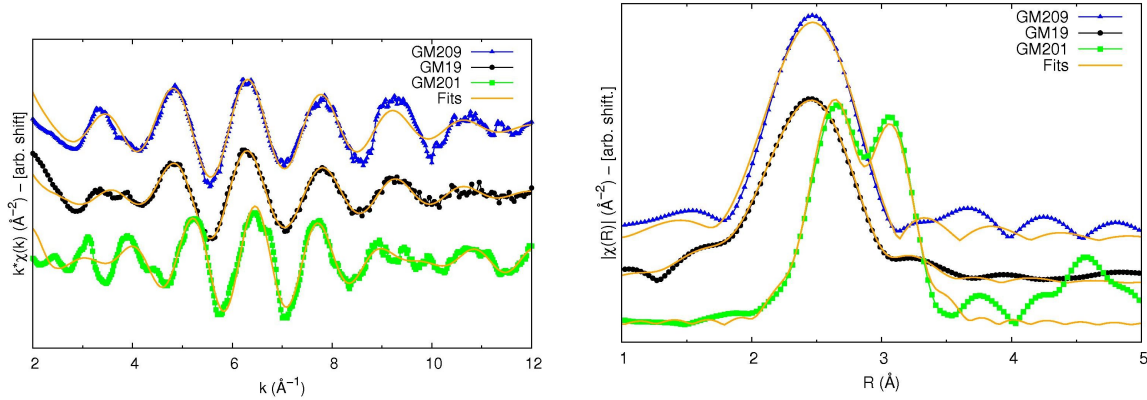 GM209
GM19
GM201
Fits
k*χ(k) (Å⁻²) – [arb. shift]
2
4
6
8
10
12
k (Å⁻¹)
GM209
GM19
GM201
Fits
|χ(R)| (Å⁻²) – [arb. shift.]
1
2
3
4
5
R (Å)